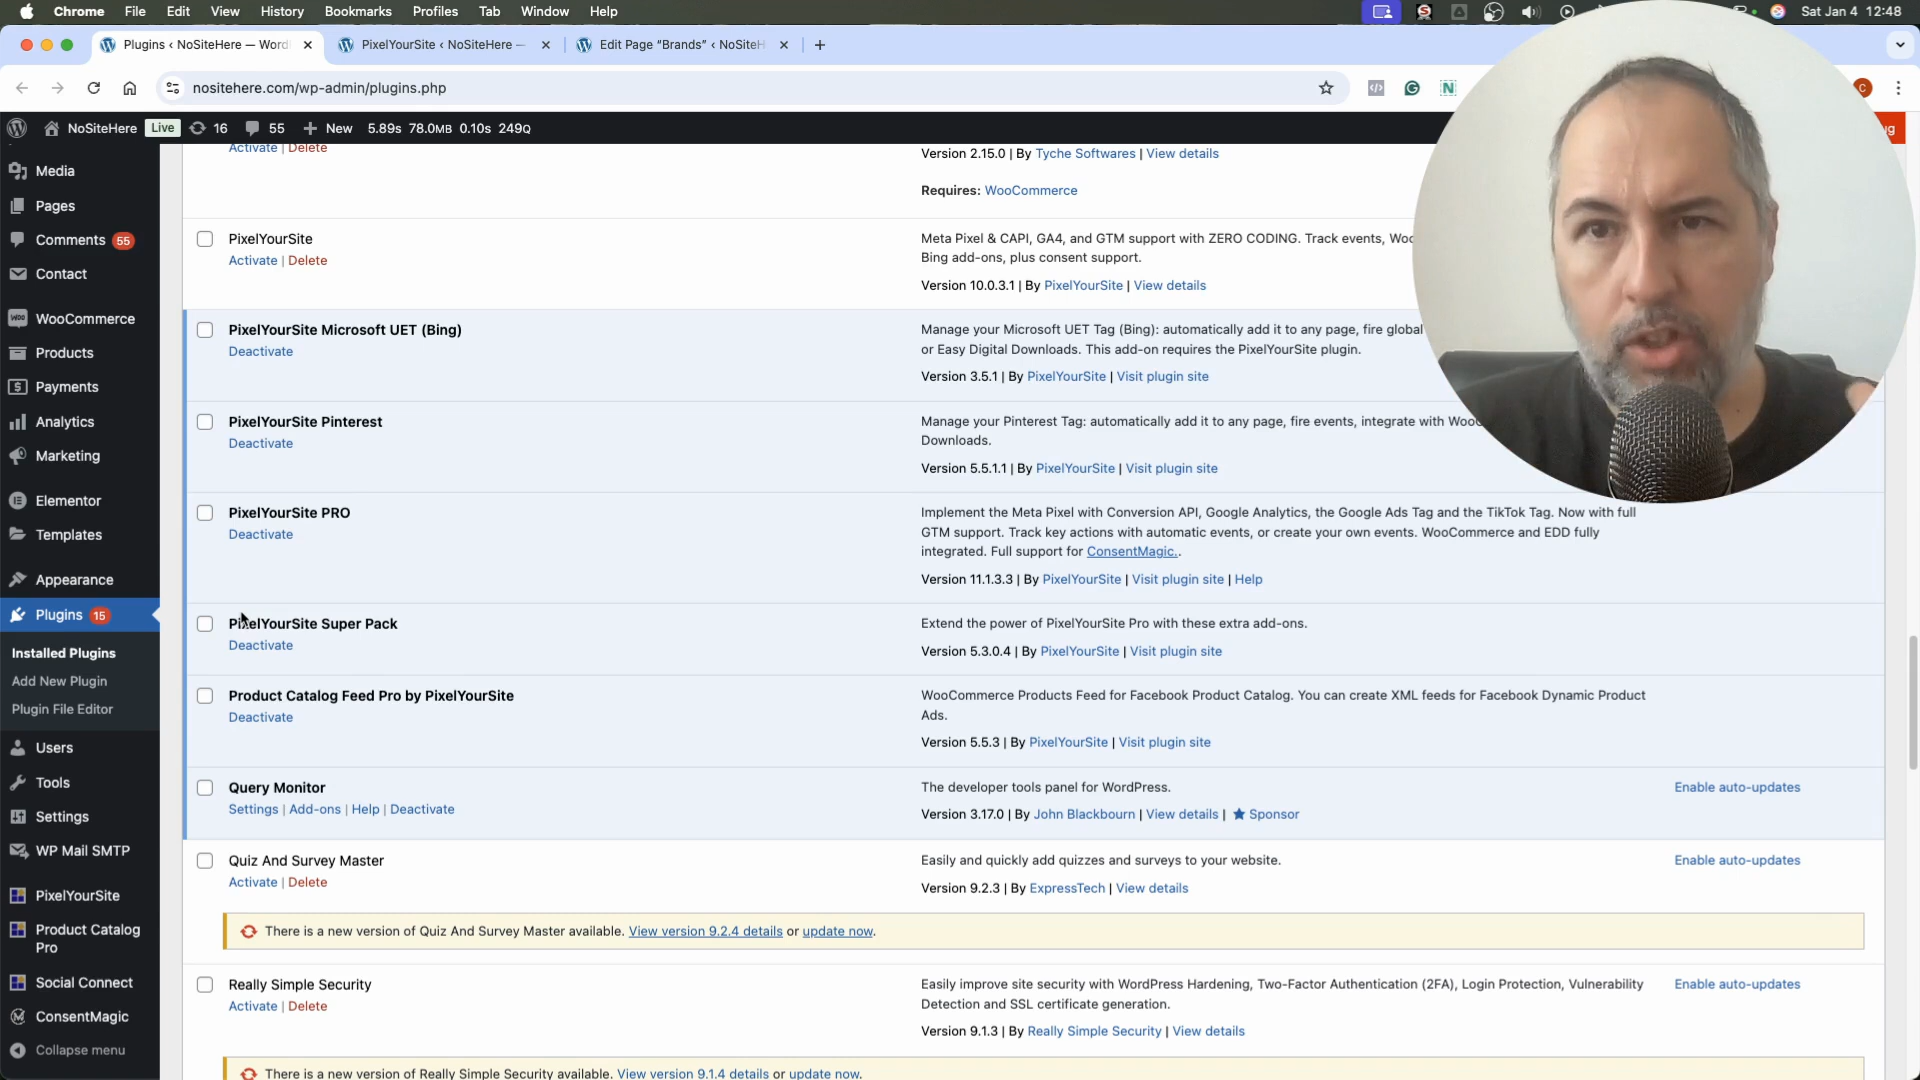 Chrome File Edit View History Bookmarks Profiles Tab Window Help Sat Jan 4 12:48
Plugins ‹ NoSiteHere — Word
PixelYourSite ‹ NoSiteHere —
Edit Page “Brands” ‹ NoSiteH
nositehere.com/wp-admin/plugins.php
NoSiteHere Live 16 55 New 5.89s 78.0MB 0.10s 249Q
Media
Pages
Comments 55
Contact
WooCommerce
Products
Payments
Analytics
Marketing
Elementor
Templates
Appearance
Plugins 15
Installed Plugins
Add New Plugin
Plugin File Editor
Users
Tools
Settings
WP Mail SMTP
PixelYourSite
Product Catalog
Pro
Social Connect
ConsentMagic
Collapse menu
Activate | Delete
Version 2.15.0 | By Tyche Softwares | View details
Requires: WooCommerce
PixelYourSite
Activate | Delete
Meta Pixel & CAPI, GA4, and GTM support with ZERO CODING. Track events, Woo
Bing add-ons, plus consent support.
Version 10.0.3.1 | By PixelYourSite | View details
PixelYourSite Microsoft UET (Bing)
Deactivate
Manage your Microsoft UET Tag (Bing): automatically add it to any page, fire global
or Easy Digital Downloads. This add-on requires the PixelYourSite plugin.
Version 3.5.1 | By PixelYourSite | Visit plugin site
PixelYourSite Pinterest
Deactivate
Manage your Pinterest Tag: automatically add it to any page, fire events, integrate with WooC
Downloads.
Version 5.5.1.1 | By PixelYourSite | Visit plugin site
PixelYourSite PRO
Deactivate
Implement the Meta Pixel with Conversion API, Google Analytics, the Google Ads Tag and the TikTok Tag. Now with full
GTM support. Track key actions with automatic events, or create your own events. WooCommerce and EDD fully
integrated. Full support for ConsentMagic..
Version 11.1.3.3 | By PixelYourSite | Visit plugin site | Help
PixelYourSite Super Pack
Deactivate
Extend the power of PixelYourSite Pro with these extra add-ons.
Version 5.3.0.4 | By PixelYourSite | Visit plugin site
Product Catalog Feed Pro by PixelYourSite
Deactivate
WooCommerce Products Feed for Facebook Product Catalog. You can create XML feeds for Facebook Dynamic Product
Ads.
Version 5.5.3 | By PixelYourSite | Visit plugin site
Query Monitor
Settings | Add-ons | Help | Deactivate
The developer tools panel for WordPress.
Version 3.17.0 | By John Blackbourn | View details | ★ Sponsor
Enable auto-updates
Quiz And Survey Master
Activate | Delete
Easily and quickly add quizzes and surveys to your website.
Version 9.2.3 | By ExpressTech | View details
Enable auto-updates
There is a new version of Quiz And Survey Master available. View version 9.2.4 details or update now.
Really Simple Security
Activate | Delete
Easily improve site security with WordPress Hardening, Two-Factor Authentication (2FA), Login Protection, Vulnerability
Detection and SSL certificate generation.
Version 9.1.3 | By Really Simple Security | View details
Enable auto-updates
There is a new version of Really Simple Security available. View version 9.1.4 details or update now.